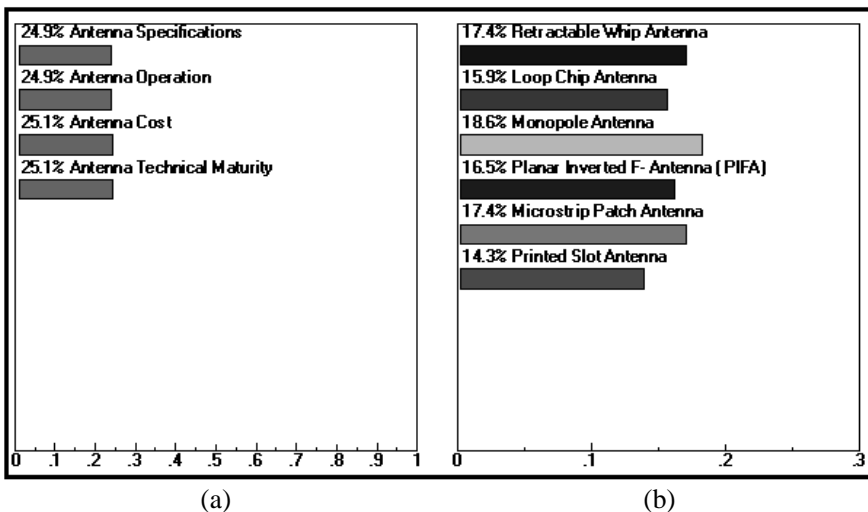 24.9% Antenna Specifications
24.9% Antenna Operation
25.1% Antenna Cost
25.1% Antenna Technical Maturity
0 .1 .2 .3 .4 .5 .6 .7 .8 .9 1
(a)
17.4% Retractable Whip Antenna
15.9% Loop Chip Antenna
18.6% Monopole Antenna
16.5% Planar Inverted F- Antenna ( PIFA)
17.4% Microstrip Patch Antenna
14.3% Printed Slot Antenna
0 .1 .2 .3
(b)